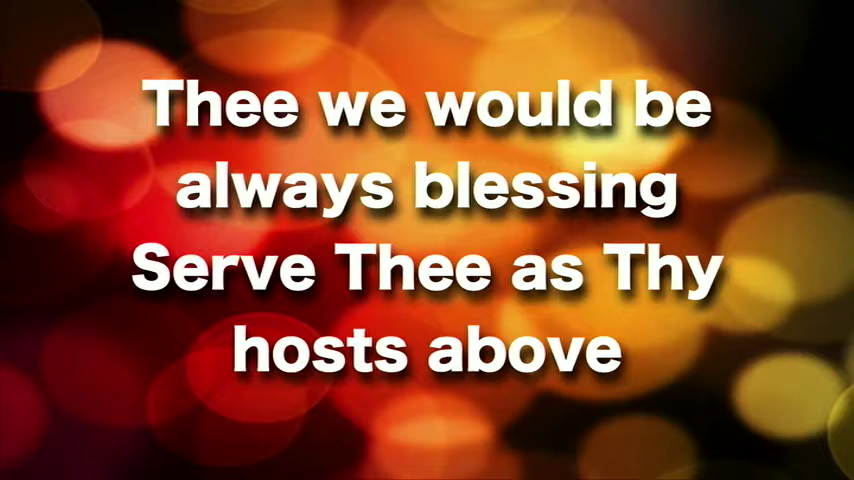 Thee we would be
always blessing
Serve Thee as Thy
hosts above